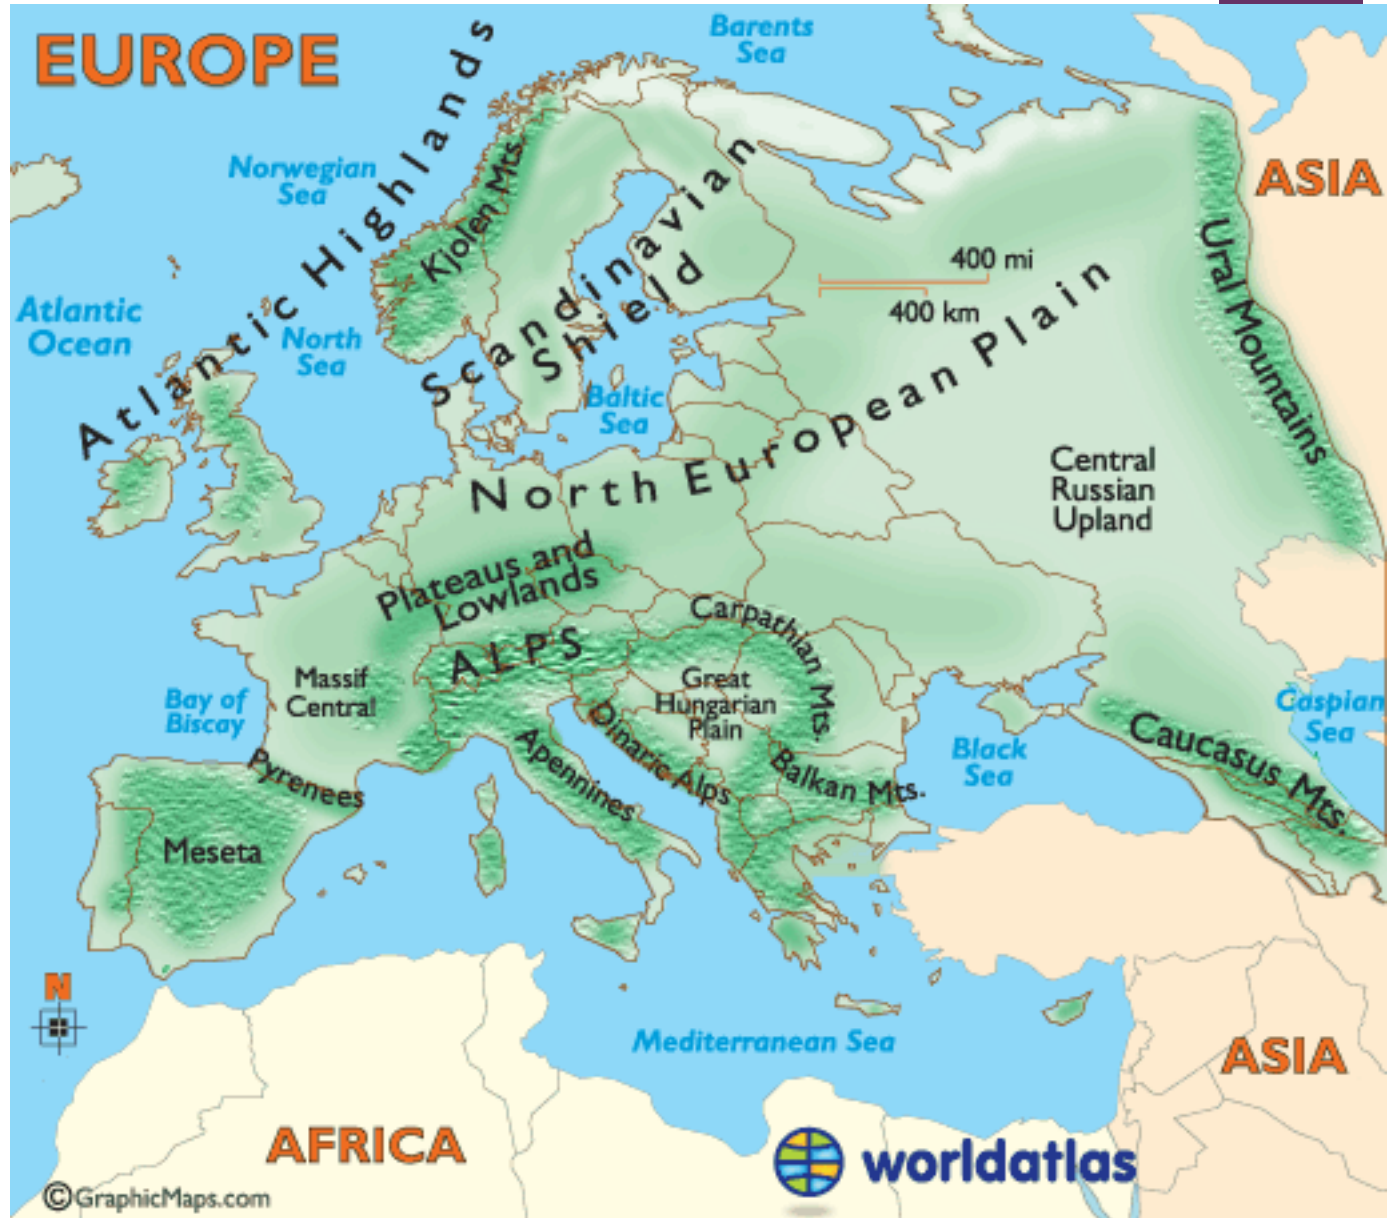 EUROPE
Barents
Sea
Atlantic Highlands
Norwegian
Sea
Kjolen Mts.
ASIA
Scandinavian
Shield
400 mi
400 km
Ural Mountains
Atlantic
Ocean
North
Sea
Baltic
Sea
North European Plain
Central
Russian
Upland
Plateaus and
Lowlands
Carpathian Mts.
ALPS
Massif
Central
Great
Hungarian
Plain
Bay of
Biscay
Caspian
Sea
Dinaric Alps
Apennines
Balkan Mts.
Black
Sea
Caucasus Mts.
Pyrenees
Meseta
N
Mediterranean Sea
ASIA
AFRICA
worldatlas
©GraphicMaps.com